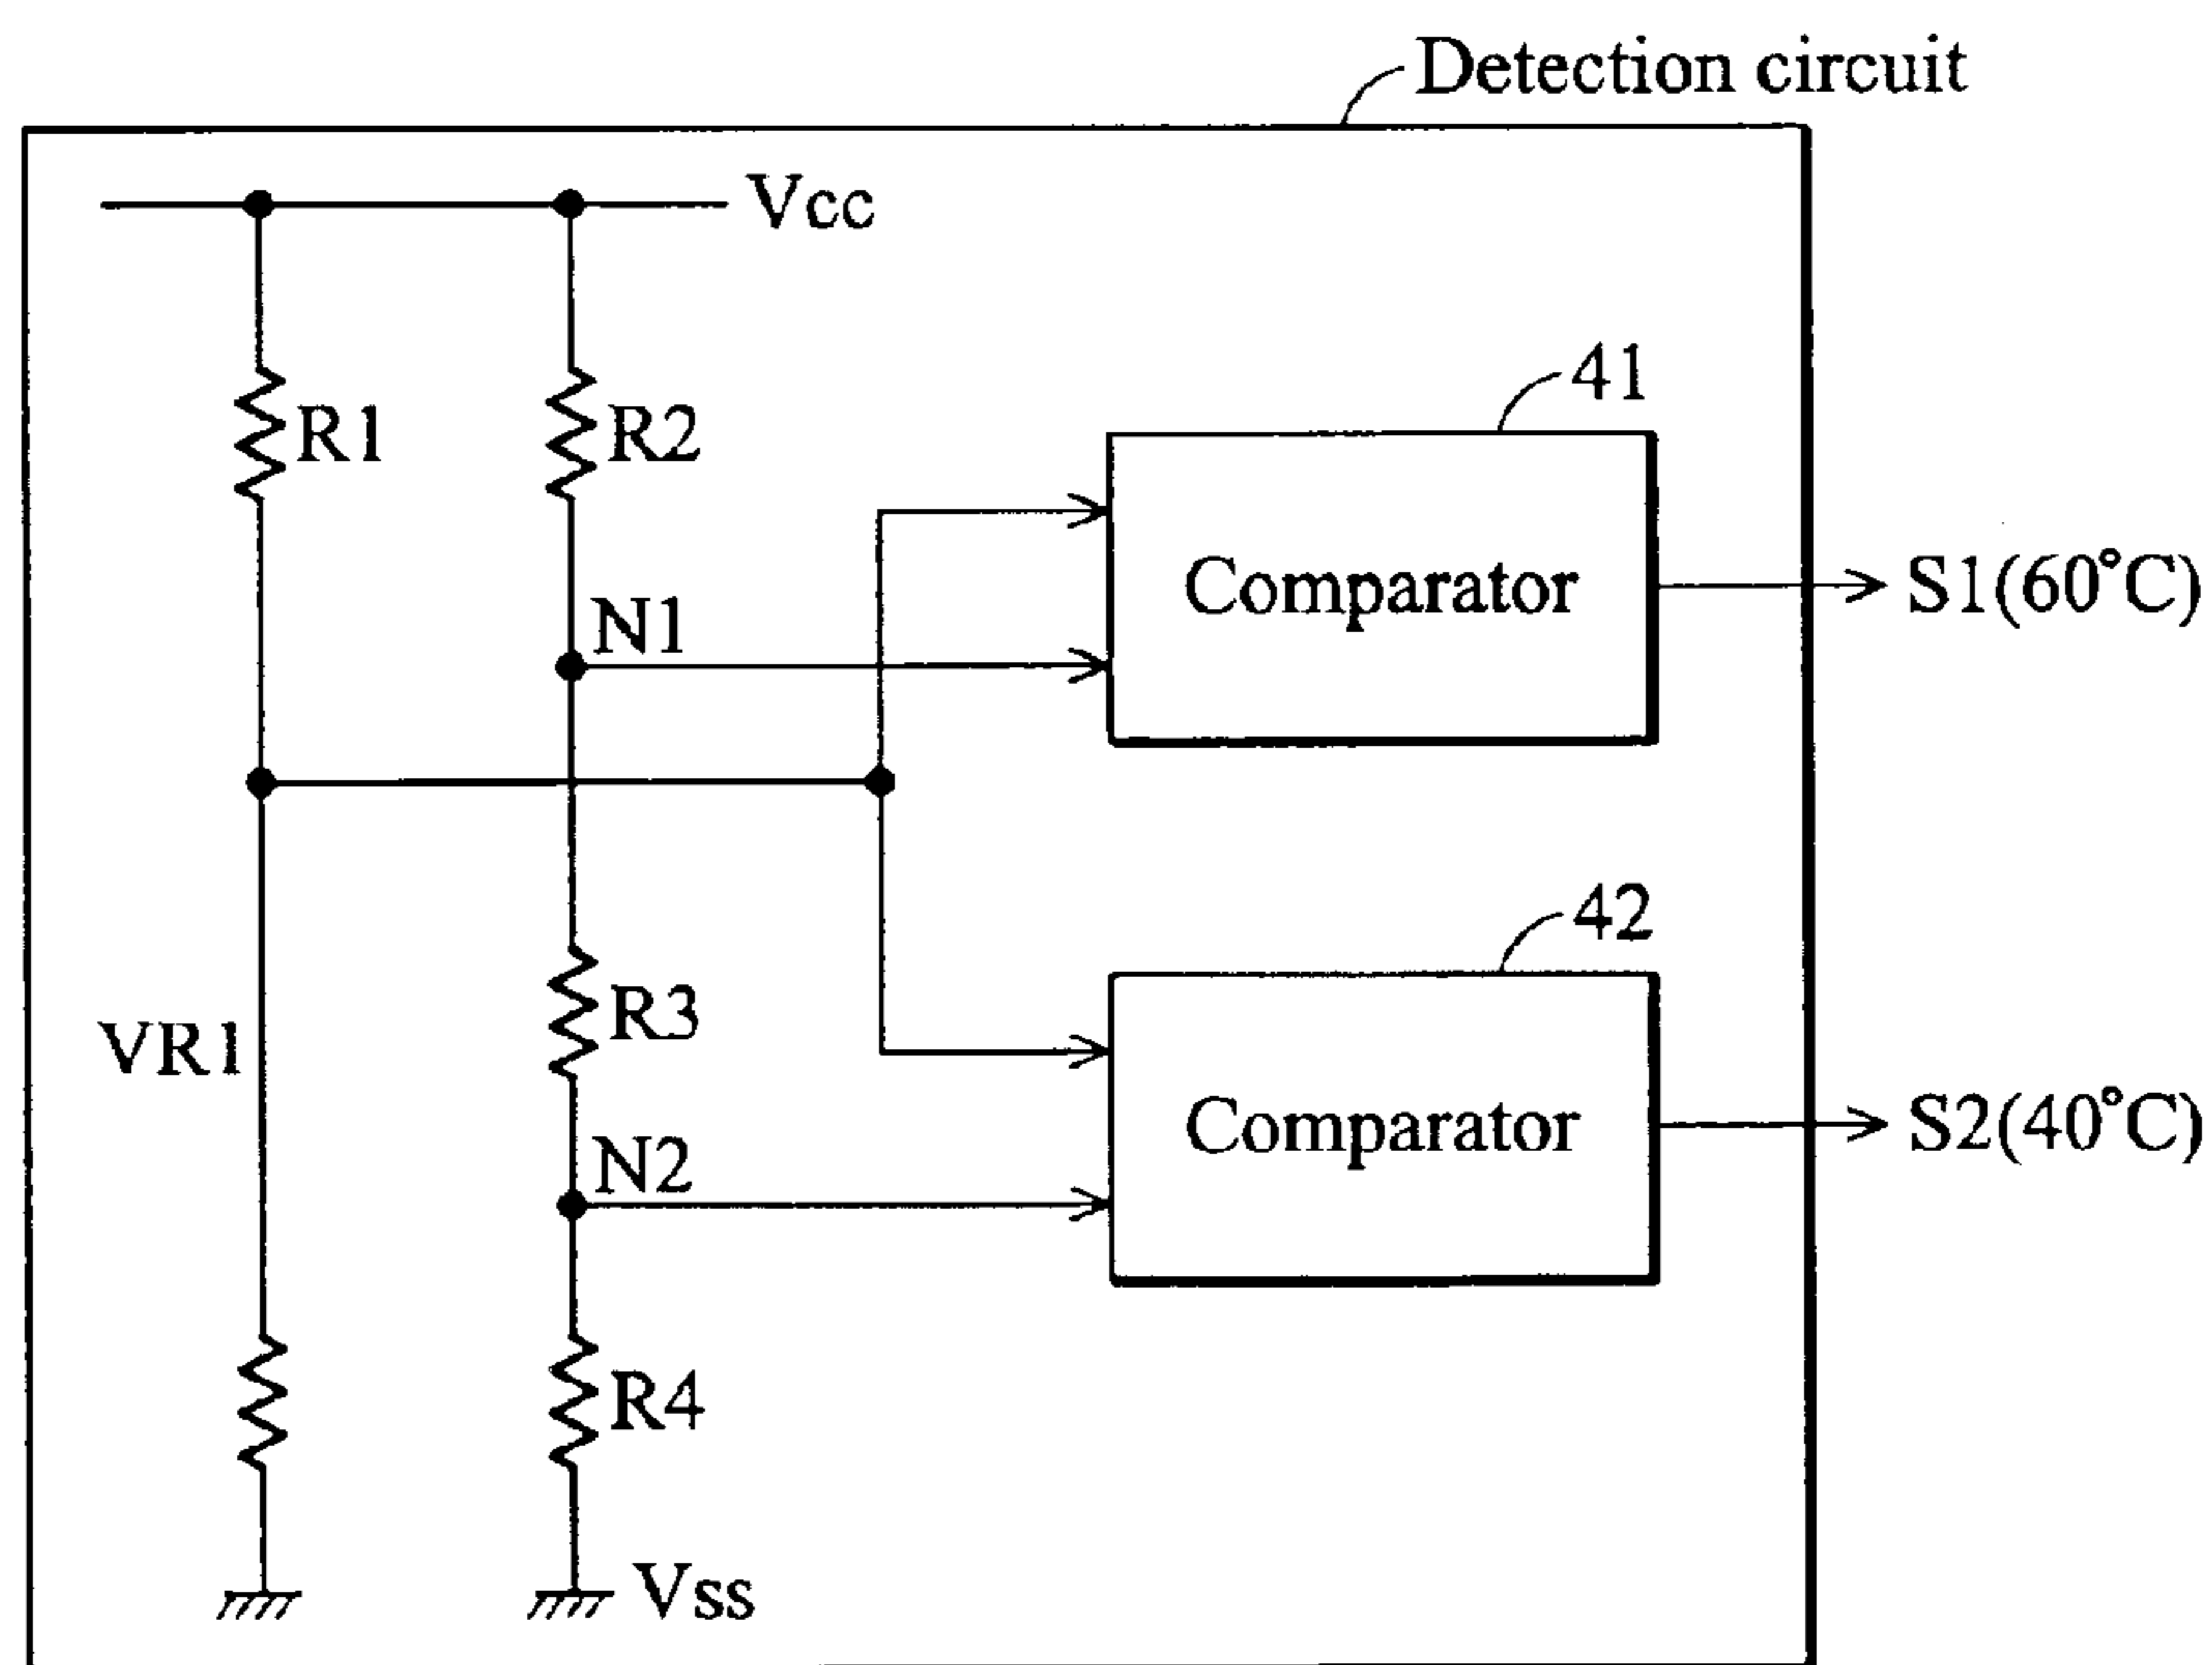 Detection circuit
Vcc
R1
R2
41
Comparator
S1(60°C)
N1
42
R3
VR1
Comparator
S2(40°C)
N2
R4
Vss